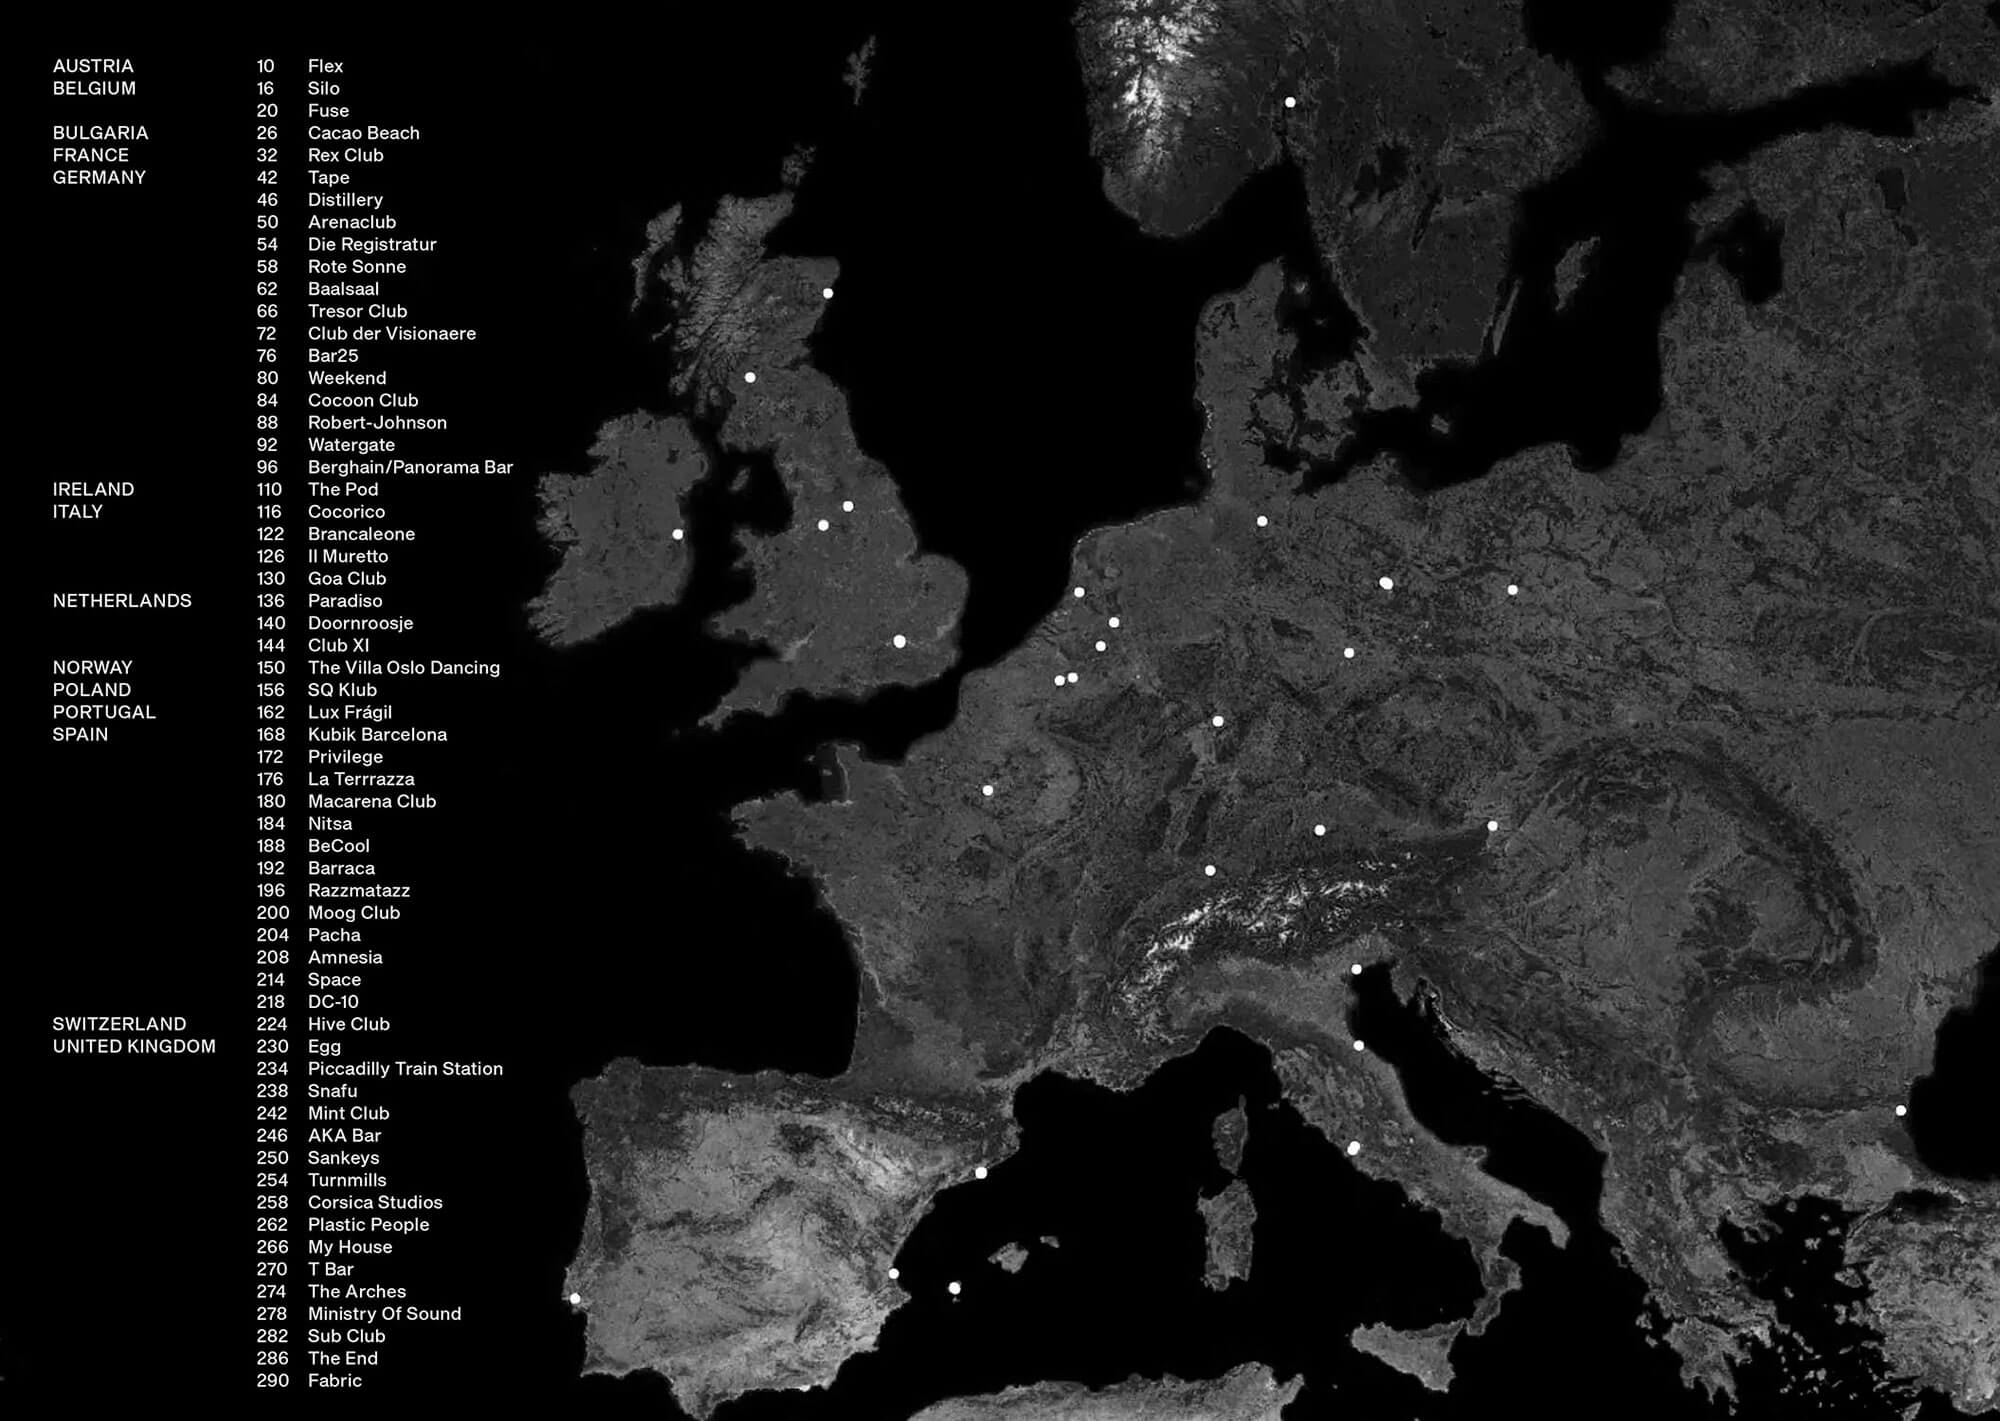 AUSTRIA 10 Flex
BELGIUM 16 Silo
20 Fuse
BULGARIA 26 Cacao Beach
FRANCE 32 Rex Club
GERMANY 42 Tape
46 Distillery
50 Arenaclub
54 Die Registratur
58 Rote Sonne
62 Baalsaal
66 Tresor Club
72 Club der Visionaere
76 Bar25
80 Weekend
84 Cocoon Club
88 Robert-Johnson
92 Watergate
96 Berghain/Panorama Bar
IRELAND 110 The Pod
ITALY 116 Cocorico
122 Brancaleone
126 Il Muretto
130 Goa Club
NETHERLANDS 136 Paradiso
140 Doornroosje
144 Club XI
NORWAY 150 The Villa Oslo Dancing
POLAND 156 SQ Klub
PORTUGAL 162 Lux Frágil
SPAIN 168 Kubik Barcelona
172 Privilege
176 La Terrrazza
180 Macarena Club
184 Nitsa
188 BeCool
192 Barraca
196 Razzmatazz
200 Moog Club
204 Pacha
208 Amnesia
214 Space
218 DC-10
SWITZERLAND 224 Hive Club
UNITED KINGDOM 230 Egg
234 Piccadilly Train Station
238 Snafu
242 Mint Club
246 AKA Bar
250 Sankeys
254 Turnmills
258 Corsica Studios
262 Plastic People
266 My House
270 T Bar
274 The Arches
278 Ministry Of Sound
282 Sub Club
286 The End
290 Fabric